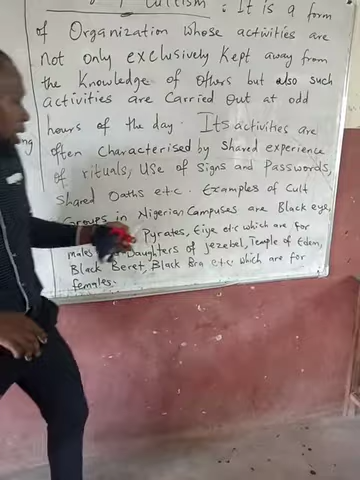 Cultism : It is a form
of Organization whose activities are
not only exclusively Kept away from
the Knowledge of Others but also such
activities are Carried Out at odd
hours of the day. Its activities are
often Characterised by Shared experience
of rituals, Use of Signs and Passwords,
Shared Oaths etc. Examples of Cult
Groups in Nigerian Campuses are Black eye,
Pyrates, Eiye etc which are for
males Daughters of Jezebel, Temple of Edem,
Black Beret, Black Bra etc. which are for
females.